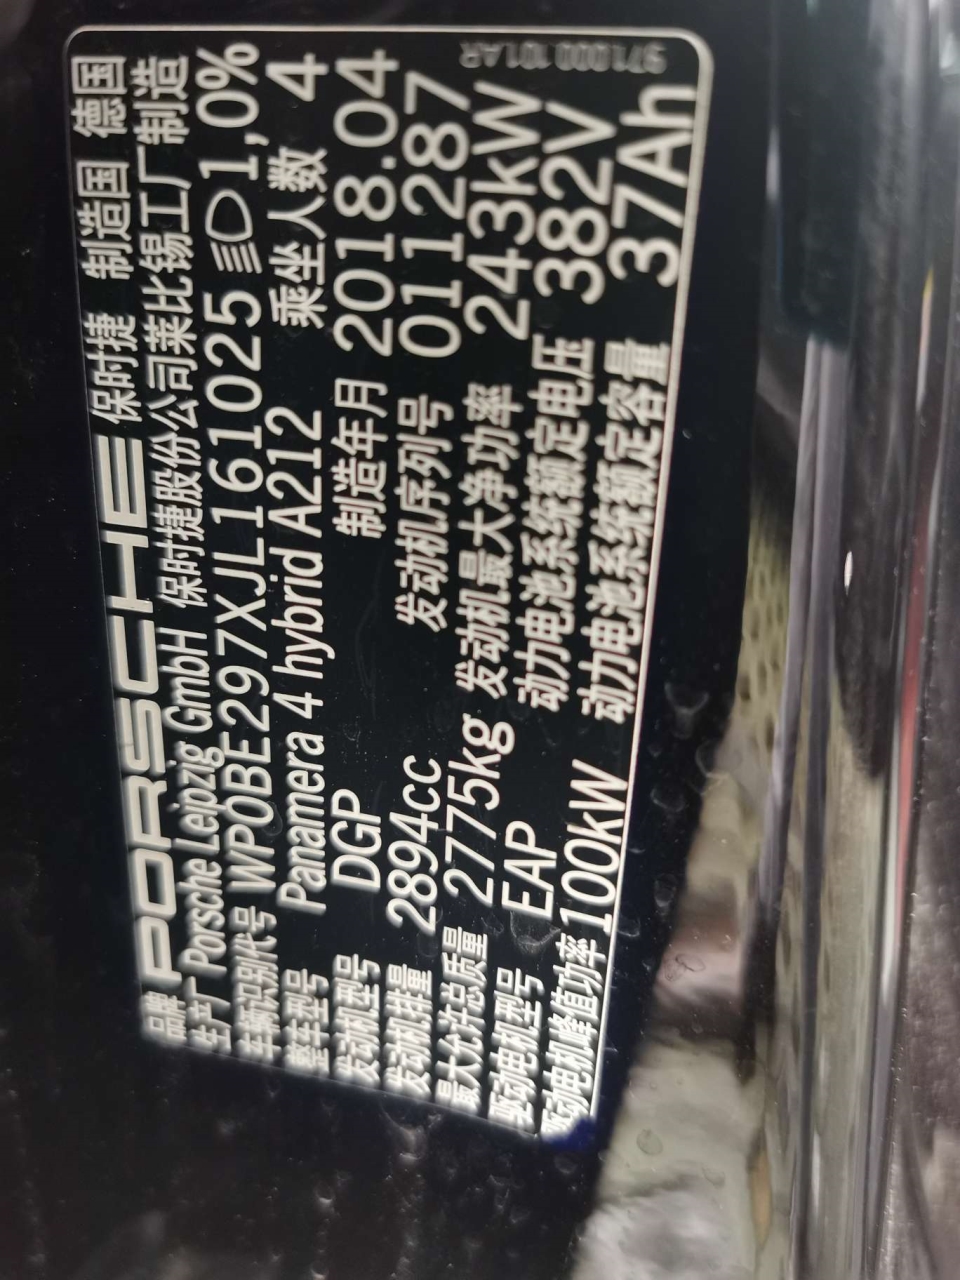 品牌 PORSCHE 保时捷 制造国 德国
生产厂 Porsche Leipzig GmbH 保时捷股份公司莱比锡工厂制造
车辆识别代号 WP0BE297XJL161025 1,0%
整车型号 Panamera 4 hybrid A212 乘坐人数 4
发动机型号 DGP 制造年月 2018.04
发动机排量 2894cc 发动机序列号 011287
最大允许总质量 2775kg 发动机最大净功率 243kW
驱动电机型号 EAP 动力电池系统额定电压 382V
驱动电机峰值功率 100kW 动力电池系统额定容量 37Ah
971.000.101.AR